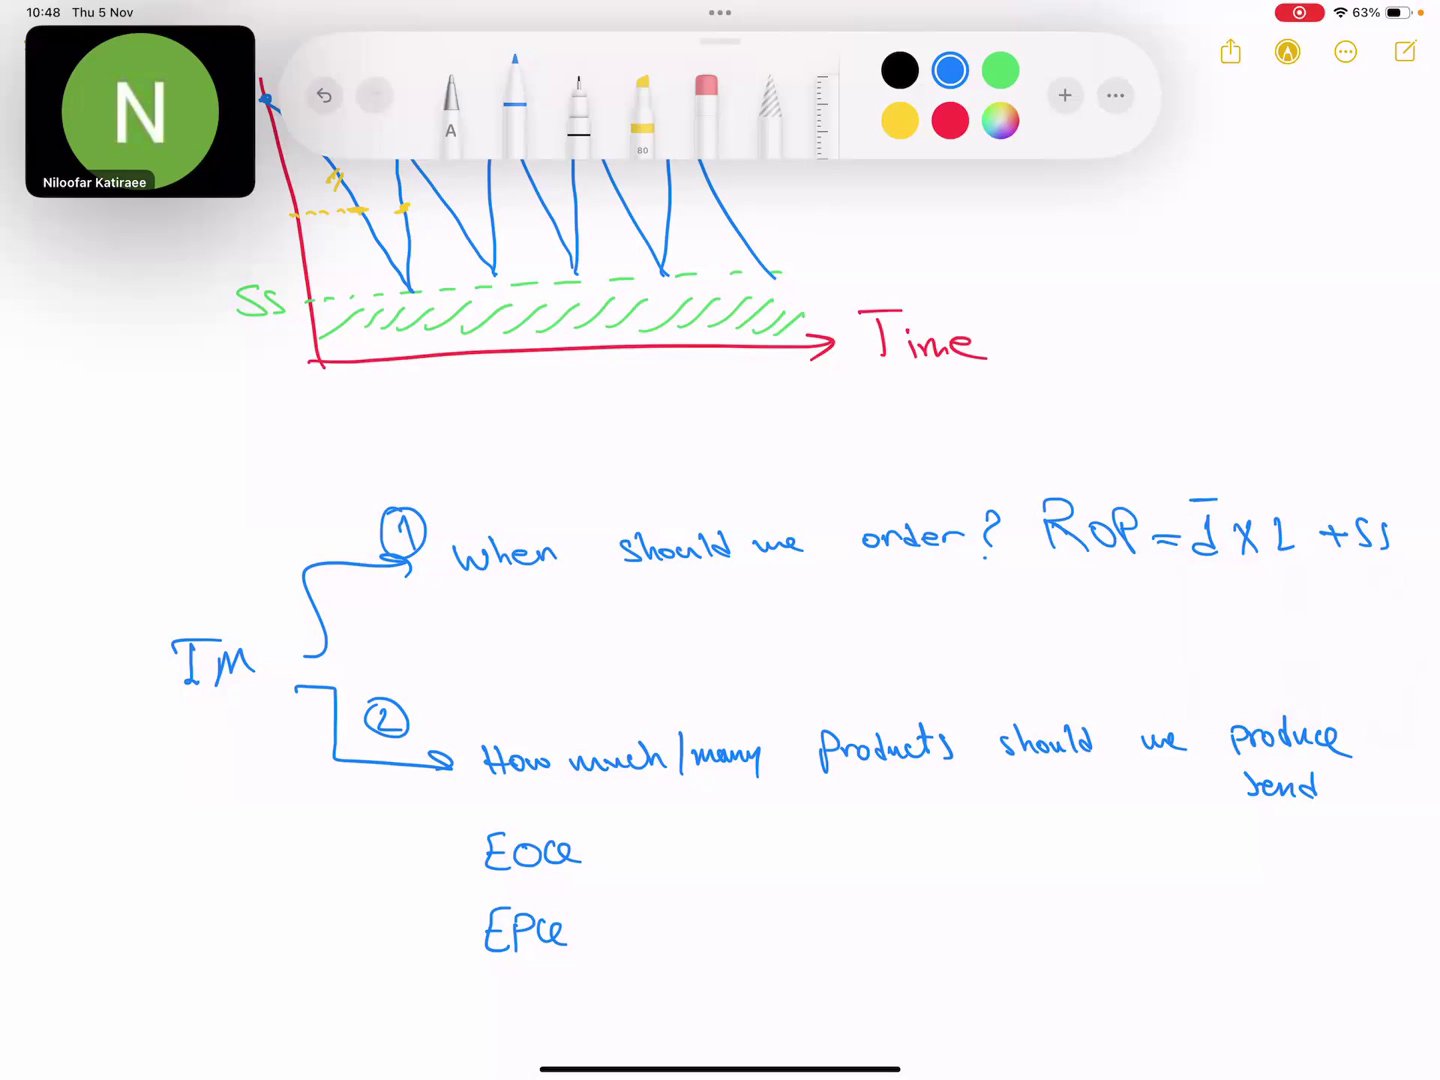 10:48 Thu 5 Nov
63%
N
Niloofar Katiraee
A
80
SS
Time
① When should we order? ROP = d̄ x L + SS
IM
②
How much/many products should we produce
send
EOQ
EPQ